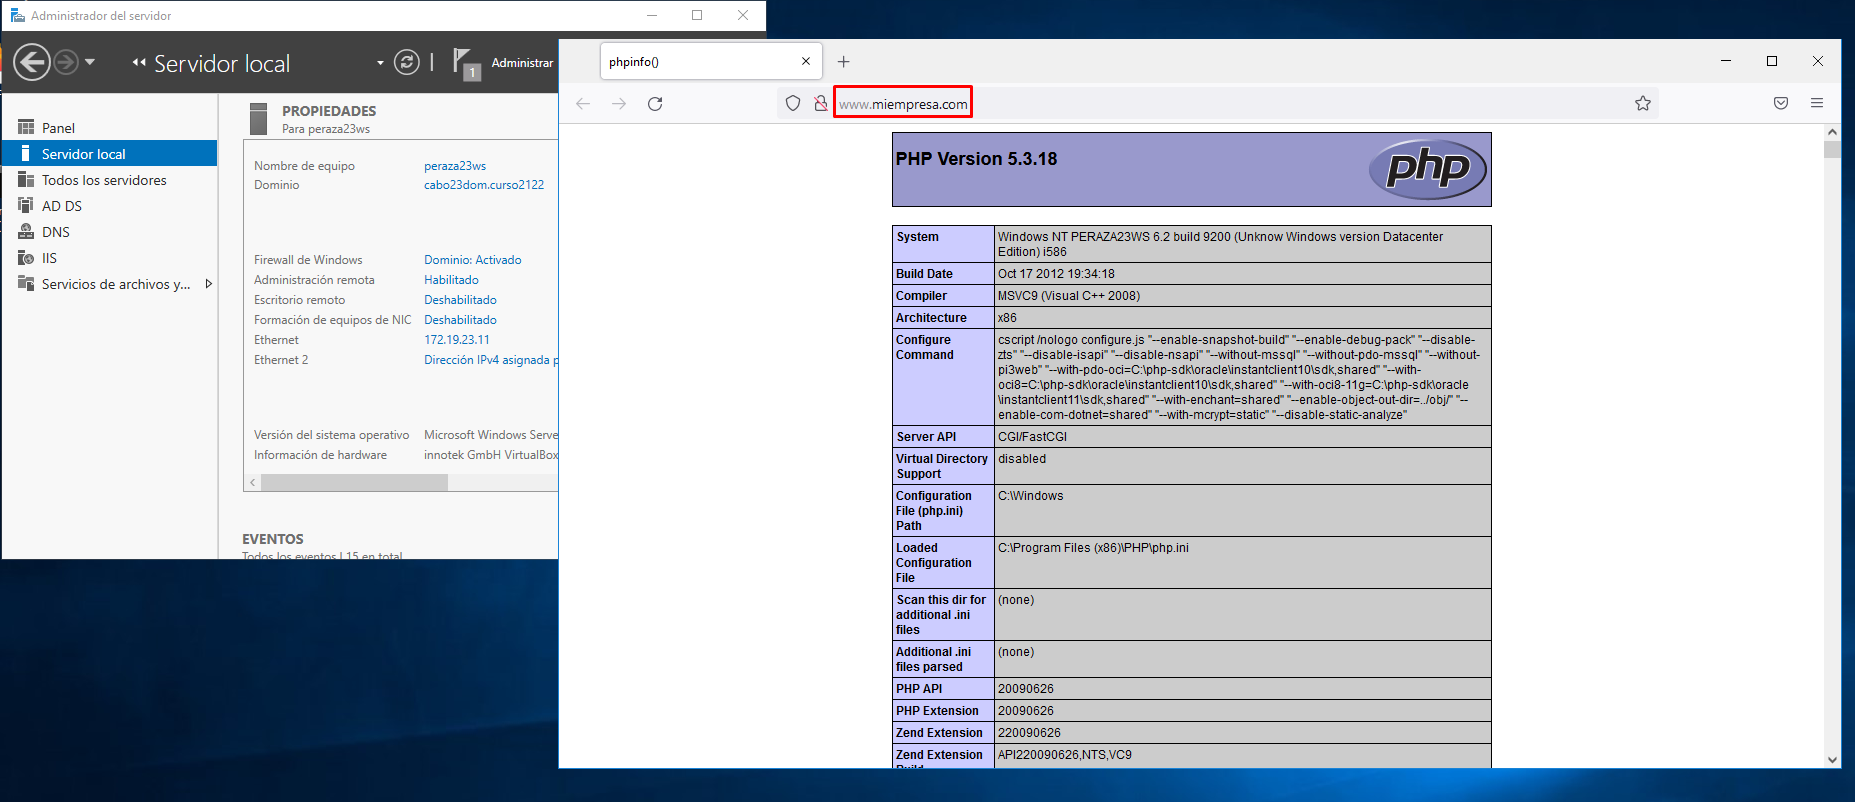 Administrador del servidor
Servidor local
1
Administrar
Panel
Servidor local
Todos los servidores
AD DS
DNS
IIS
Servicios de archivos y...
PROPIEDADES
Para peraza23ws
Nombre de equipo peraza23ws
Dominio cabo23dom.curso2122
Firewall de Windows Dominio: Activado
Administración remota Habilitado
Escritorio remoto Deshabilitado
Formación de equipos de NIC Deshabilitado
Ethernet 172.19.23.11
Ethernet 2 Dirección IPv4 asignada p
Versión del sistema operativo Microsoft Windows Serve
Información de hardware innotek GmbH VirtualBox
EVENTOS
Todos los eventos | 15 en total
phpinfo()
www.miempresa.com
PHP Version 5.3.18
php
System Windows NT PERAZA23WS 6.2 build 9200 (Unknow Windows version Datacenter
Edition) i586
Build Date Oct 17 2012 19:34:18
Compiler MSVC9 (Visual C++ 2008)
Architecture x86
Configure cscript /nologo configure.js "--enable-snapshot-build" "--enable-debug-pack" "--disable-
Command zts" "--disable-isapi" "--disable-nsapi" "--without-mssql" "--without-pdo-mssql" "--without-
pi3web" "--with-pdo-oci=C:\php-sdk\oracle\instantclient10\sdk,shared" "--with-
oci8=C:\php-sdk\oracle\instantclient10\sdk,shared" "--with-oci8-11g=C:\php-sdk\oracle
\instantclient11\sdk,shared" "--with-enchant=shared" "--enable-object-out-dir=../obj/" "--
enable-com-dotnet=shared" "--with-mcrypt=static" "--disable-static-analyze"
Server API CGI/FastCGI
Virtual Directory disabled
Support
Configuration C:\Windows
File (php.ini)
Path
Loaded C:\Program Files (x86)\PHP\php.ini
Configuration
File
Scan this dir for (none)
additional .ini
files
Additional .ini (none)
files parsed
PHP API 20090626
PHP Extension 20090626
Zend Extension 220090626
Zend Extension API220090626,NTS,VC9
Build